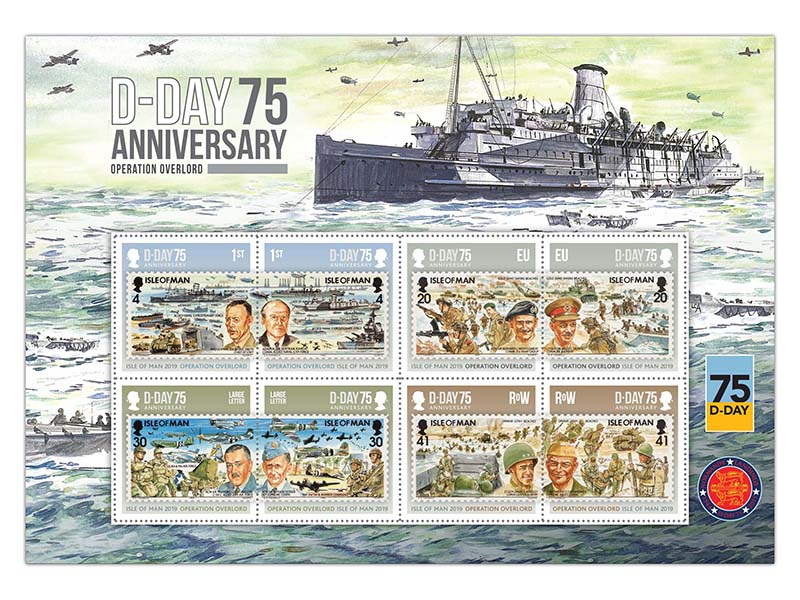 D-DAY 75
ANNIVERSARY
OPERATION OVERLORD
D-DAY 75
ANNIVERSARY
1ST
ISLE OF MAN
4
1ST
D-DAY 75
ANNIVERSARY
ISLE OF MAN
4
ISLE OF MAN 2019 OPERATION OVERLORD
OPERATION OVERLORD ISLE OF MAN 2019
D-DAY 75
ANNIVERSARY
EU
ISLE OF MAN
20
EU
D-DAY 75
ANNIVERSARY
ISLE OF MAN
20
ISLE OF MAN 2019 OPERATION OVERLORD
OPERATION OVERLORD ISLE OF MAN 2019
D-DAY 75
ANNIVERSARY
LARGE
LETTER
ISLE OF MAN
30
LARGE
LETTER
D-DAY 75
ANNIVERSARY
ISLE OF MAN
30
ISLE OF MAN 2019 OPERATION OVERLORD
OPERATION OVERLORD ISLE OF MAN 2019
D-DAY 75
ANNIVERSARY
RoW
ISLE OF MAN
41
RoW
D-DAY 75
ANNIVERSARY
ISLE OF MAN
41
ISLE OF MAN 2019 OPERATION OVERLORD
OPERATION OVERLORD ISLE OF MAN 2019
75
D-DAY